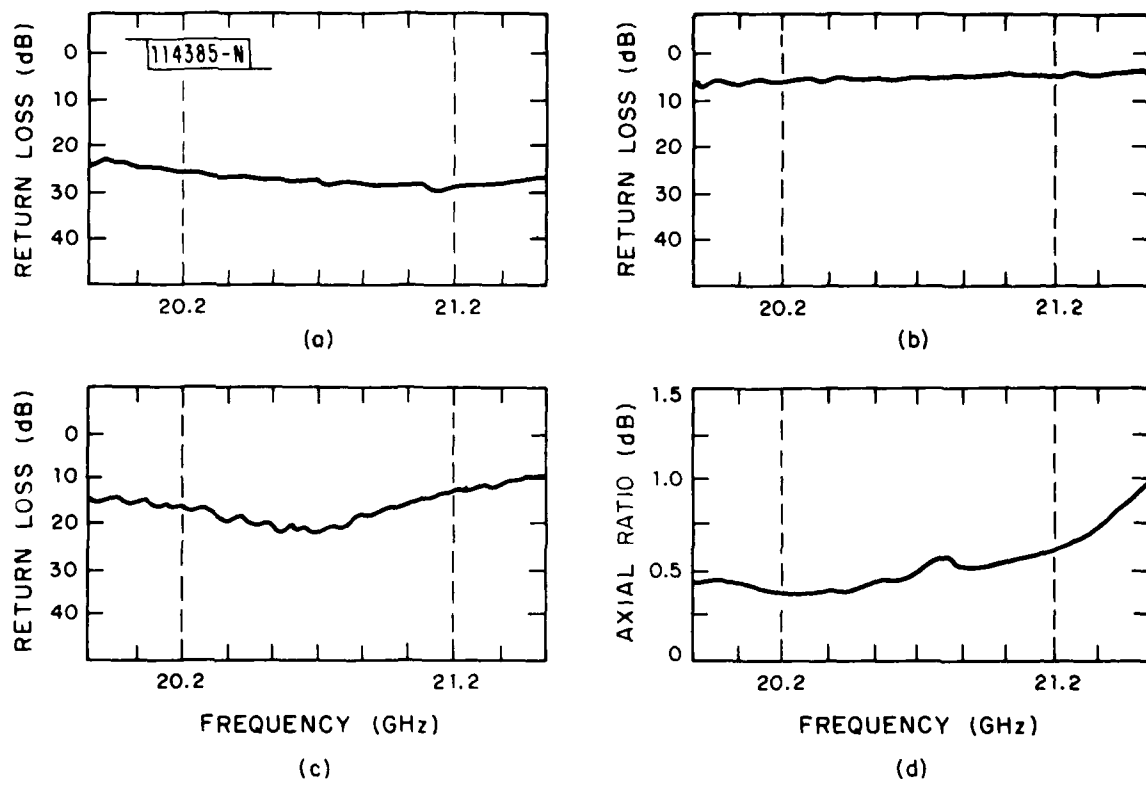 RETURN LOSS (dB)
0
10
20
30
40
114385-N
20.2
21.2
(a)
RETURN LOSS (dB)
0
10
20
30
40
20.2
21.2
(b)
RETURN LOSS (dB)
0
10
20
30
40
20.2
21.2
FREQUENCY (GHz)
(c)
AXIAL RATIO (dB)
1.5
1.0
0.5
0
20.2
21.2
FREQUENCY (GHz)
(d)